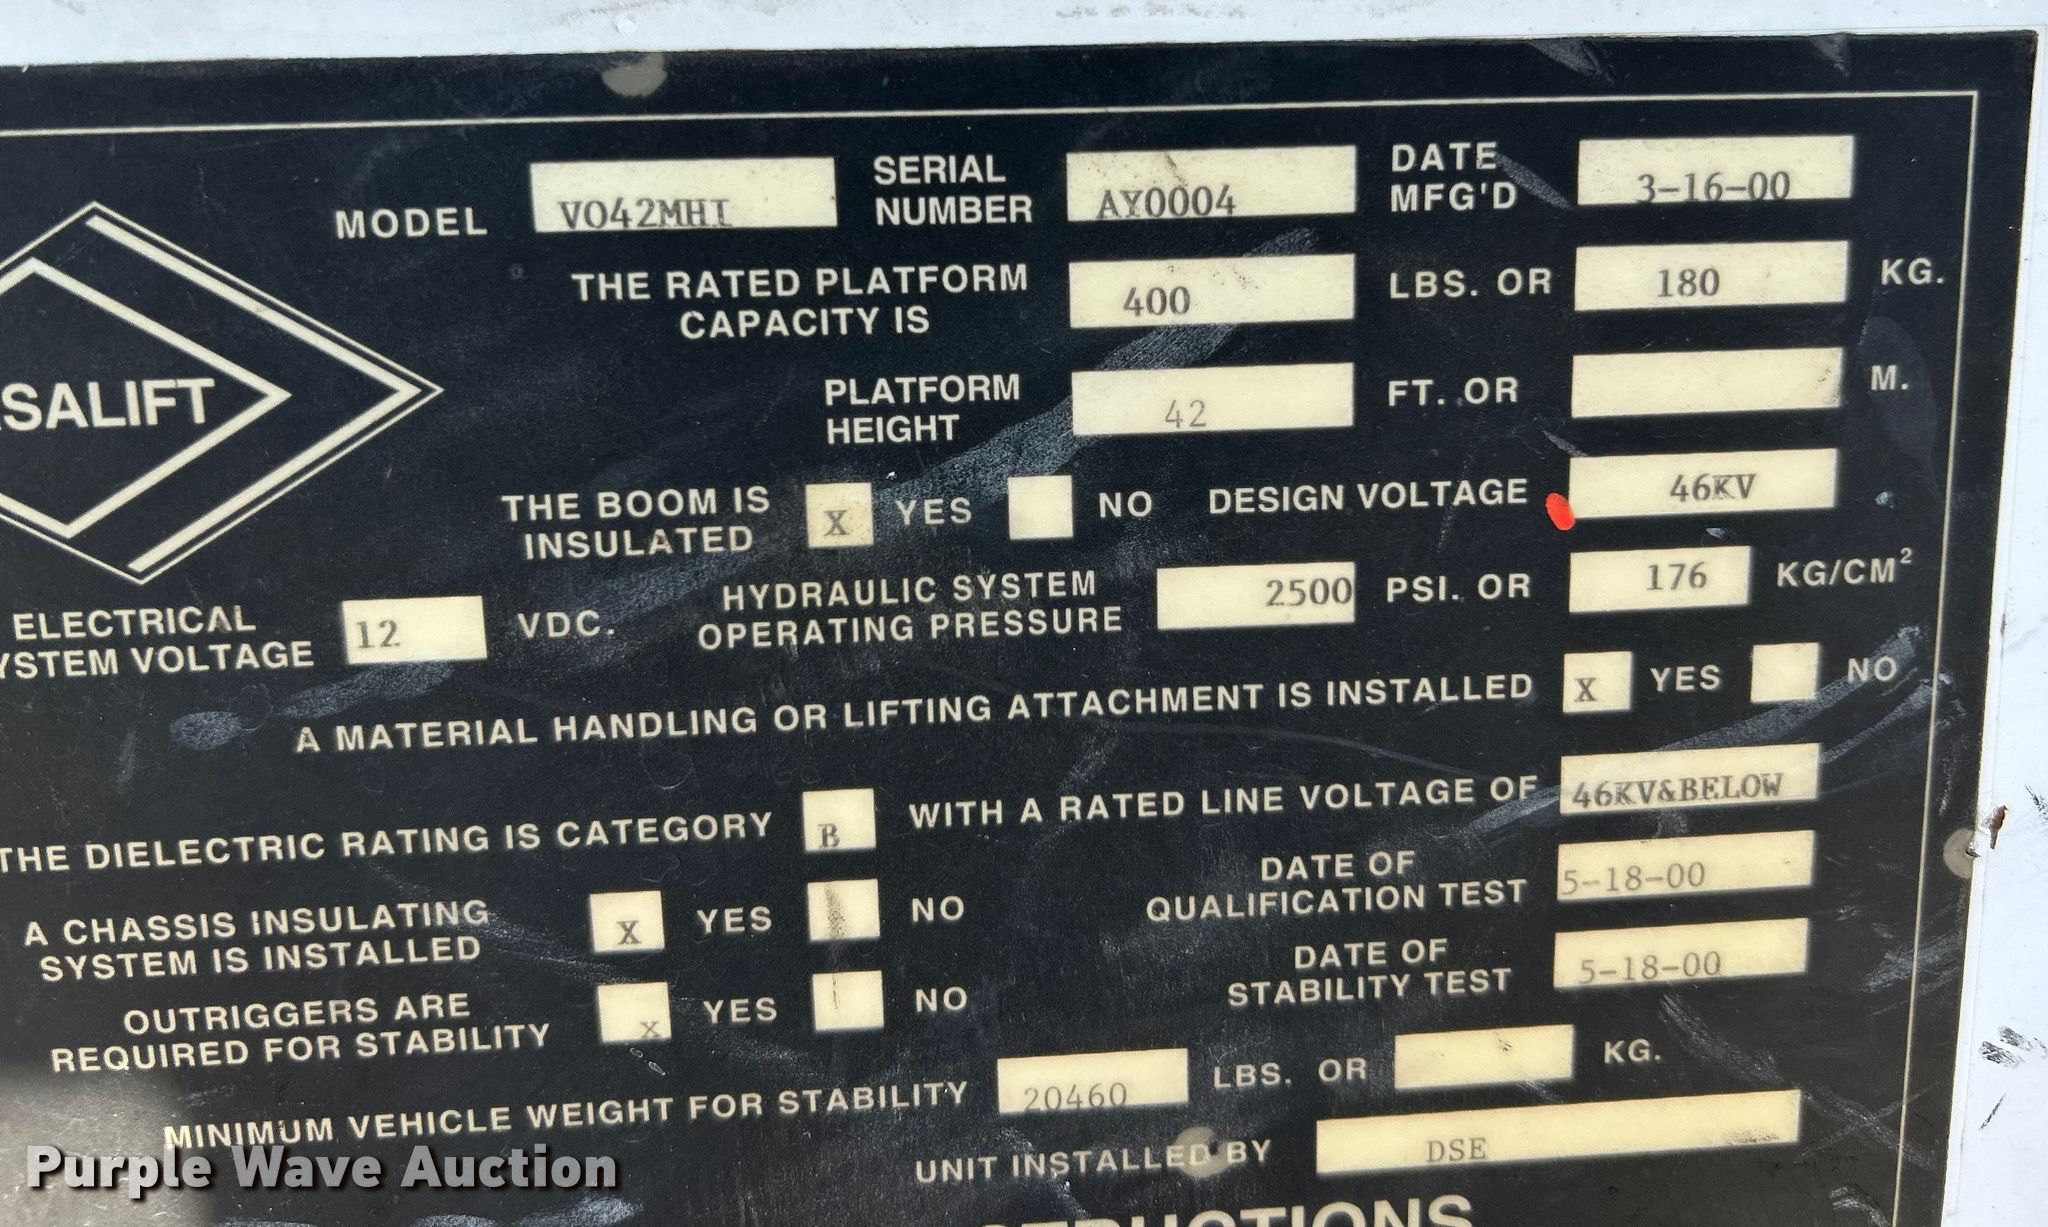 MODEL VO42MHI SERIAL NUMBER AY0004 DATE MFG'D 3-16-00
THE RATED PLATFORM CAPACITY IS 400 LBS. OR 180 KG.
SALIFT
PLATFORM HEIGHT 42 FT. OR M.
THE BOOM IS INSULATED X YES NO DESIGN VOLTAGE 46KV
ELECTRICAL YSTEM VOLTAGE 12 VDC. HYDRAULIC SYSTEM OPERATING PRESSURE 2500 PSI. OR 176 KG/CM²
A MATERIAL HANDLING OR LIFTING ATTACHMENT IS INSTALLED X YES NO
THE DIELECTRIC RATING IS CATEGORY B WITH A RATED LINE VOLTAGE OF 46KV&BELOW
A CHASSIS INSULATING SYSTEM IS INSTALLED X YES NO DATE OF QUALIFICATION TEST 5-18-00
OUTRIGGERS ARE REQUIRED FOR STABILITY x YES NO DATE OF STABILITY TEST 5-18-00
MINIMUM VEHICLE WEIGHT FOR STABILITY 20460 LBS. OR KG.
UNIT INSTALLED BY DSE
Purple Wave Auction
STRUCTIONS